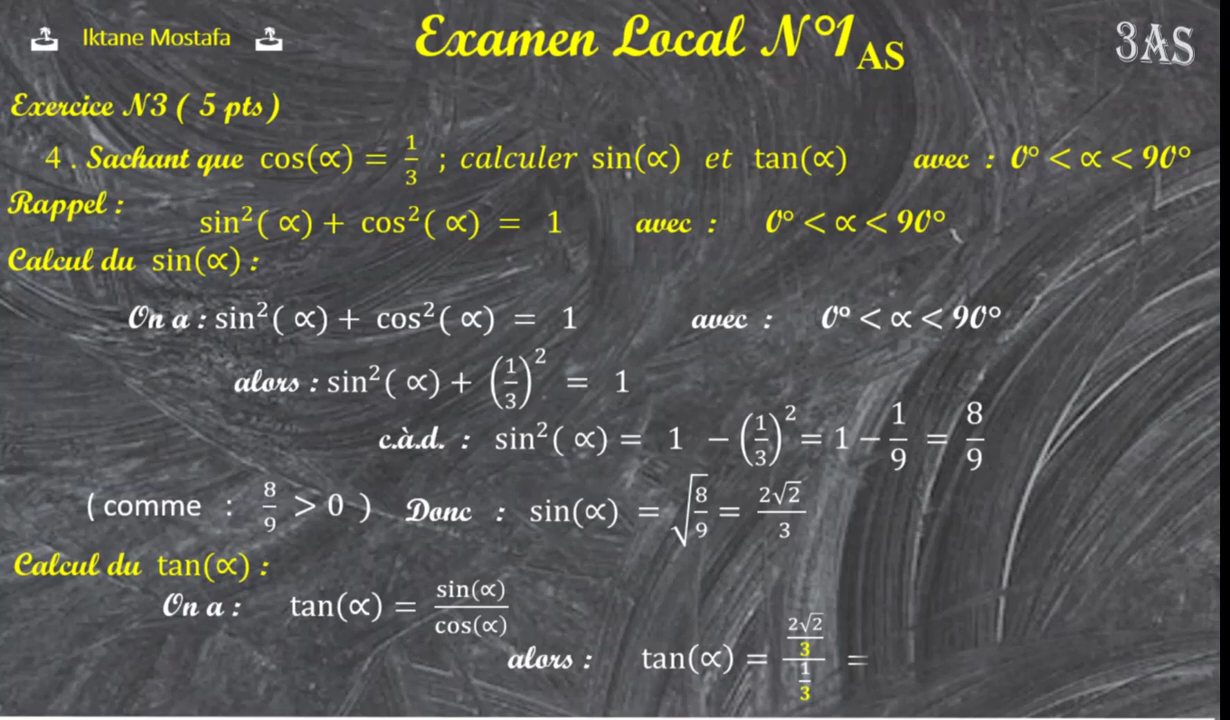 Iktane Mostafa
Examen Local N°1 AS
3AS
Exercice N3 ( 5 pts )
4 . Sachant que cos(∝) = 1/3 ; calculer sin(∝) et tan(∝) avec : 0° < ∝ < 90°
Rappel :
sin²( ∝) + cos²( ∝) = 1 avec : 0° < ∝ < 90°
Calcul du sin(∝) :
On a : sin²( ∝) + cos²( ∝) = 1 avec : 0° < ∝ < 90°
alors : sin²( ∝) + (1/3)² = 1
c.à.d. : sin²( ∝) = 1 − (1/3)² = 1 − 1/9 = 8/9
( comme : 8/9 > 0 ) Donc : sin(∝) = √(8/9) = 2√2/3
Calcul du tan(∝) :
On a : tan(∝) = sin(∝)/cos(∝)
alors : tan(∝) = (2√2/3)/(1/3) =